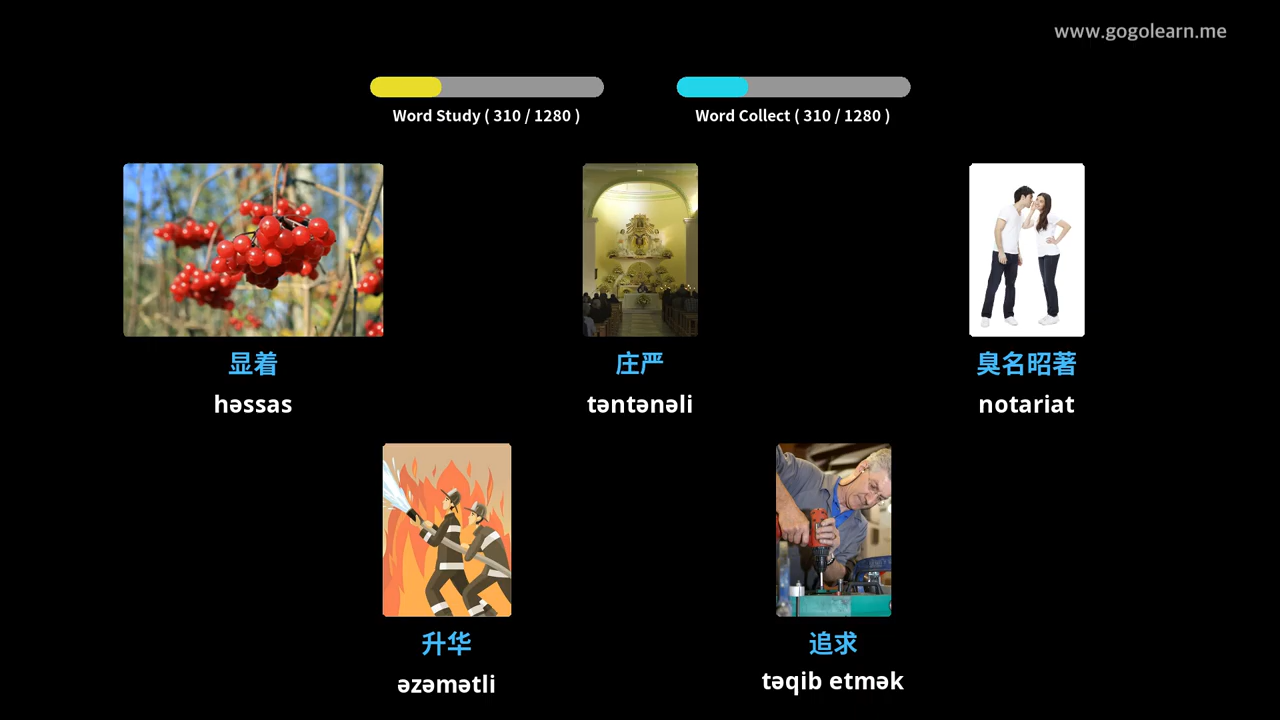 www.gogolearn.me
Word Study ( 310 / 1280 )
Word Collect ( 310 / 1280 )
显着
həssas
庄严
təntənəli
臭名昭著
notariat
升华
əzəmətli
追求
təqib etmək